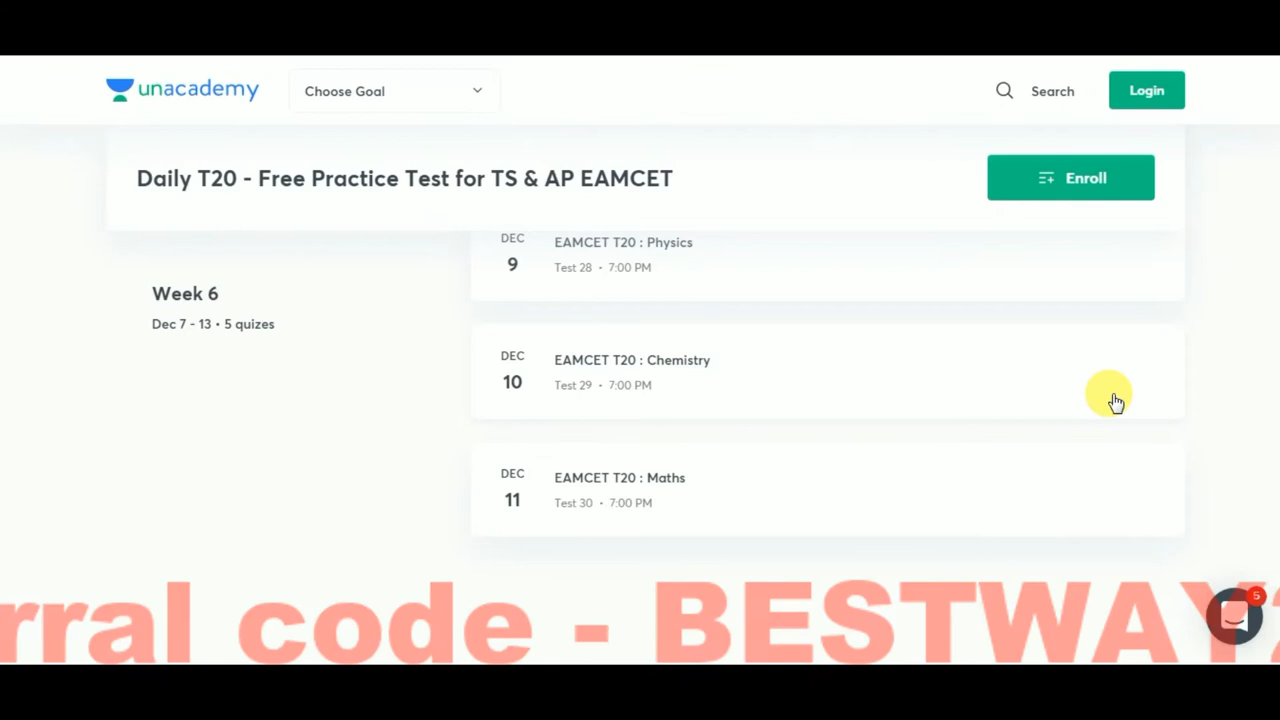 unacademy
Choose Goal
Search
Login
Daily T20 - Free Practice Test for TS & AP EAMCET
Enroll
DEC
9
EAMCET T20 : Physics
Test 28 • 7:00 PM
Week 6
Dec 7 - 13 • 5 quizes
DEC
10
EAMCET T20 : Chemistry
Test 29 • 7:00 PM
DEC
11
EAMCET T20 : Maths
Test 30 • 7:00 PM
rral code - BESTWAY
5